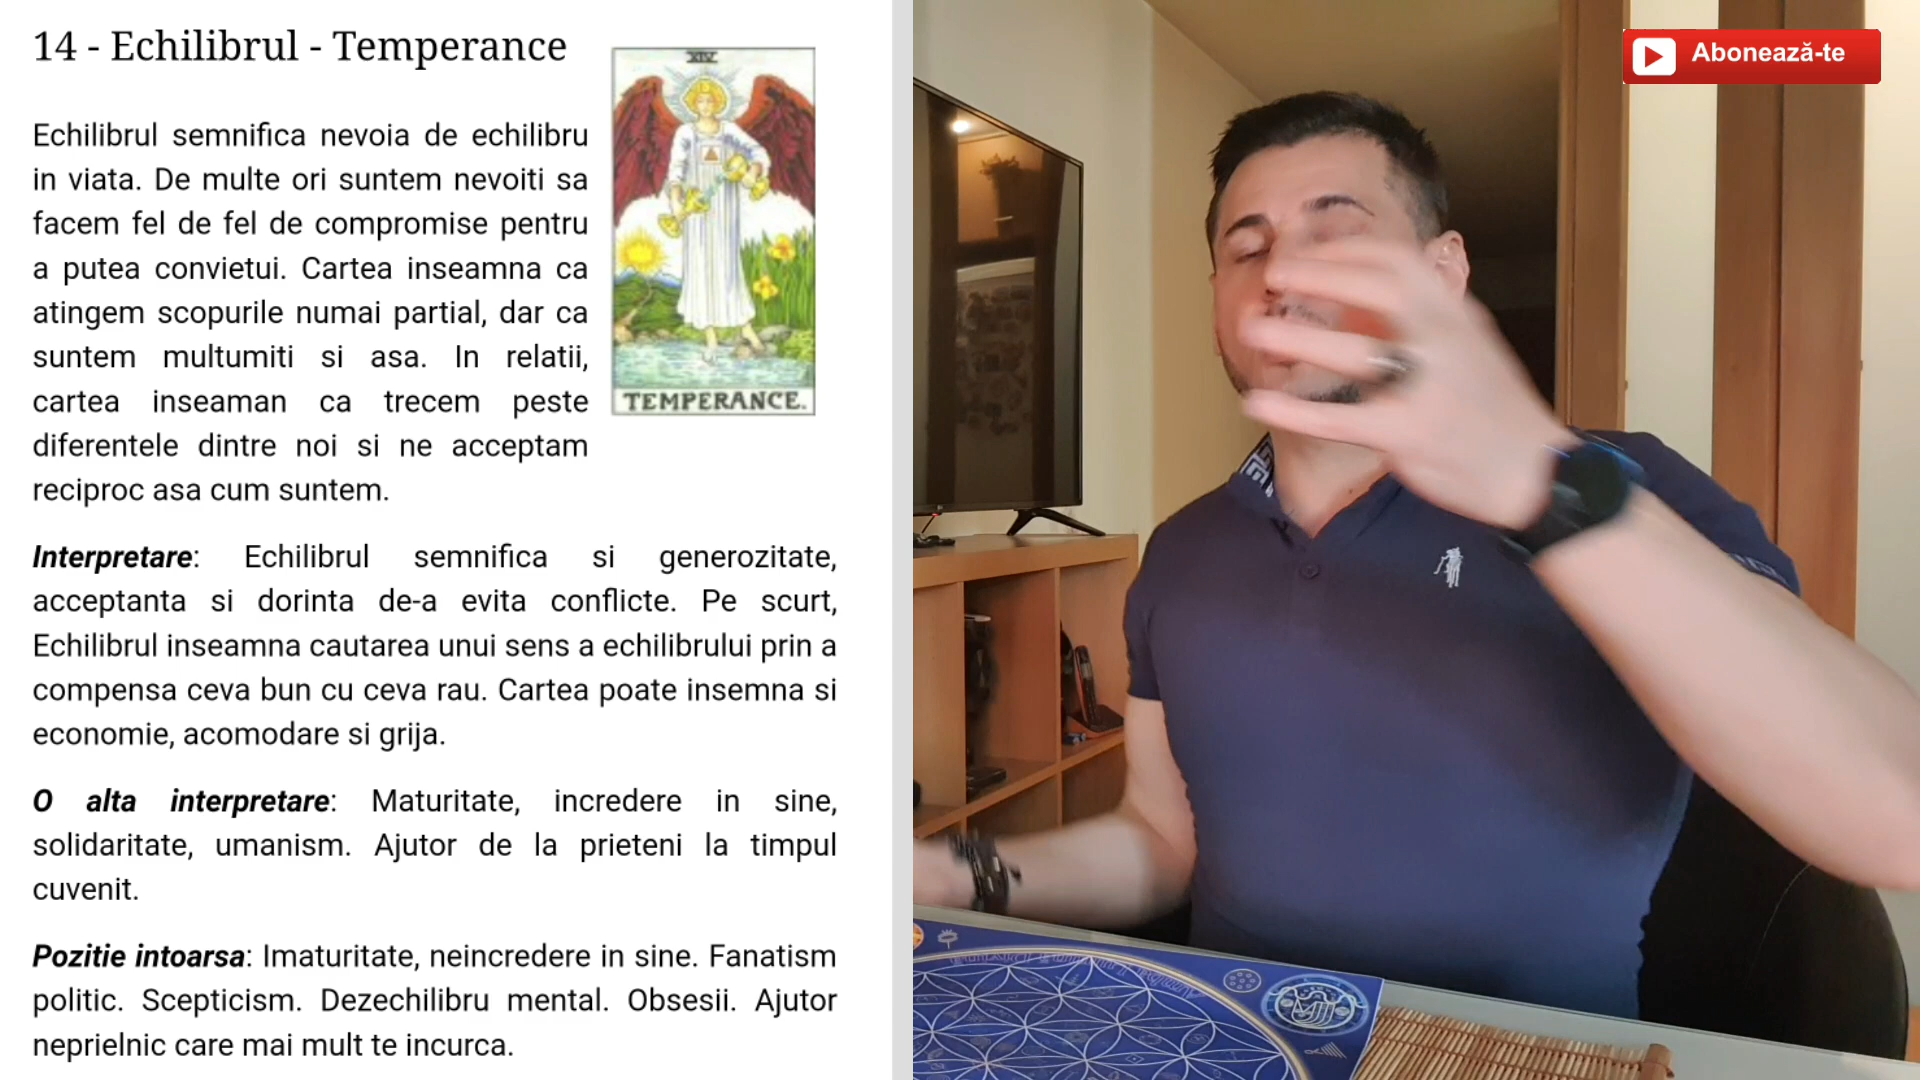 14 - Echilibrul - Temperance
XIV
TEMPERANCE.
Echilibrul semnifica nevoia de echilibru
in viata. De multe ori suntem nevoiti sa
facem fel de fel de compromise pentru
a putea convietui. Cartea inseamna ca
atingem scopurile numai partial, dar ca
suntem multumiti si asa. In relatii,
cartea inseaman ca trecem peste
diferentele dintre noi si ne acceptam
reciproc asa cum suntem.
Interpretare: Echilibrul semnifica si generozitate,
acceptanta si dorinta de-a evita conflicte. Pe scurt,
Echilibrul inseamna cautarea unui sens a echilibrului prin a
compensa ceva bun cu ceva rau. Cartea poate insemna si
economie, acomodare si grija.
O alta interpretare: Maturitate, incredere in sine,
solidaritate, umanism. Ajutor de la prieteni la timpul
cuvenit.
Pozitie intoarsa: Imaturitate, neincredere in sine. Fanatism
politic. Scepticism. Dezechilibru mental. Obsesii. Ajutor
neprielnic care mai mult te incurca.
Abonează-te